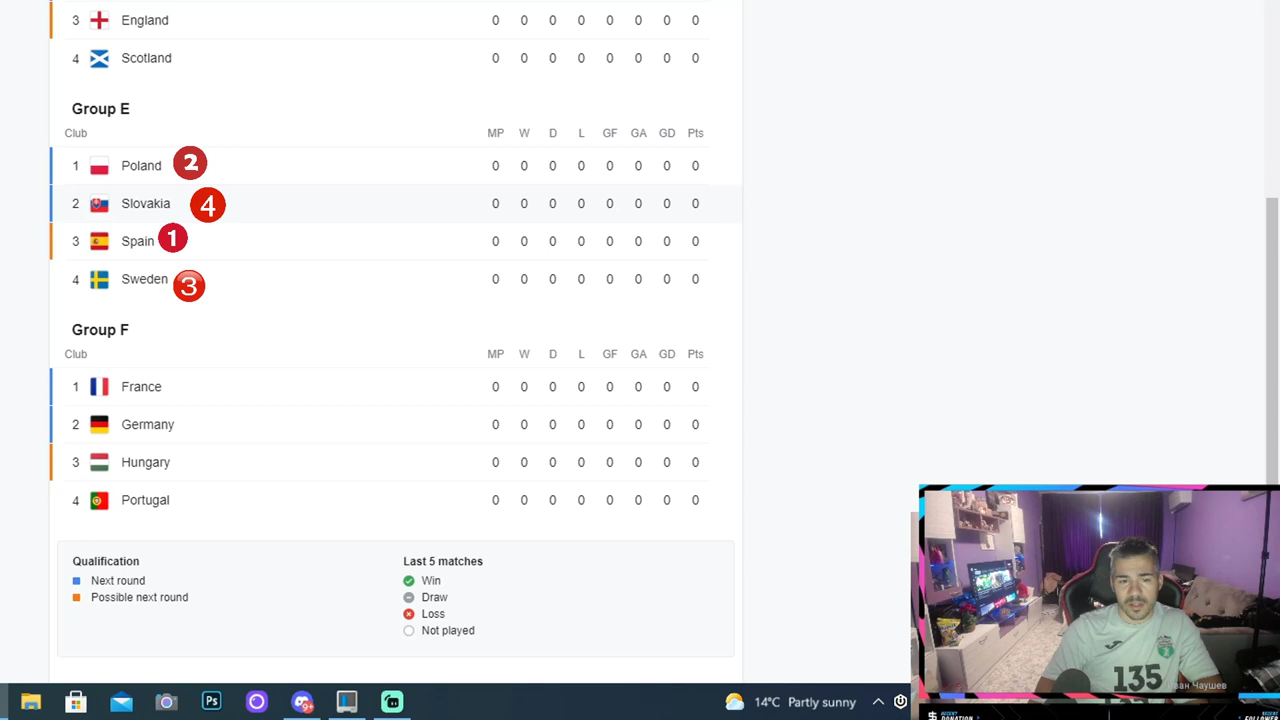 3 England 0 0 0 0 0 0 0 0
4 Scotland 0 0 0 0 0 0 0 0
Group E
Club MP W D L GF GA GD Pts
1 Poland 2 0 0 0 0 0 0 0 0
2 Slovakia 4 0 0 0 0 0 0 0 0
3 Spain 1 0 0 0 0 0 0 0 0
4 Sweden 3 0 0 0 0 0 0 0 0
Group F
Club MP W D L GF GA GD Pts
1 France 0 0 0 0 0 0 0 0
2 Germany 0 0 0 0 0 0 0 0
3 Hungary 0 0 0 0 0 0 0 0
4 Portugal 0 0 0 0 0 0 0 0
Qualification
Next round
Possible next round
Last 5 matches
Win
Draw
Loss
Not played
135
Иван Чаушев
Ps
14°C Partly sunny
DONATION